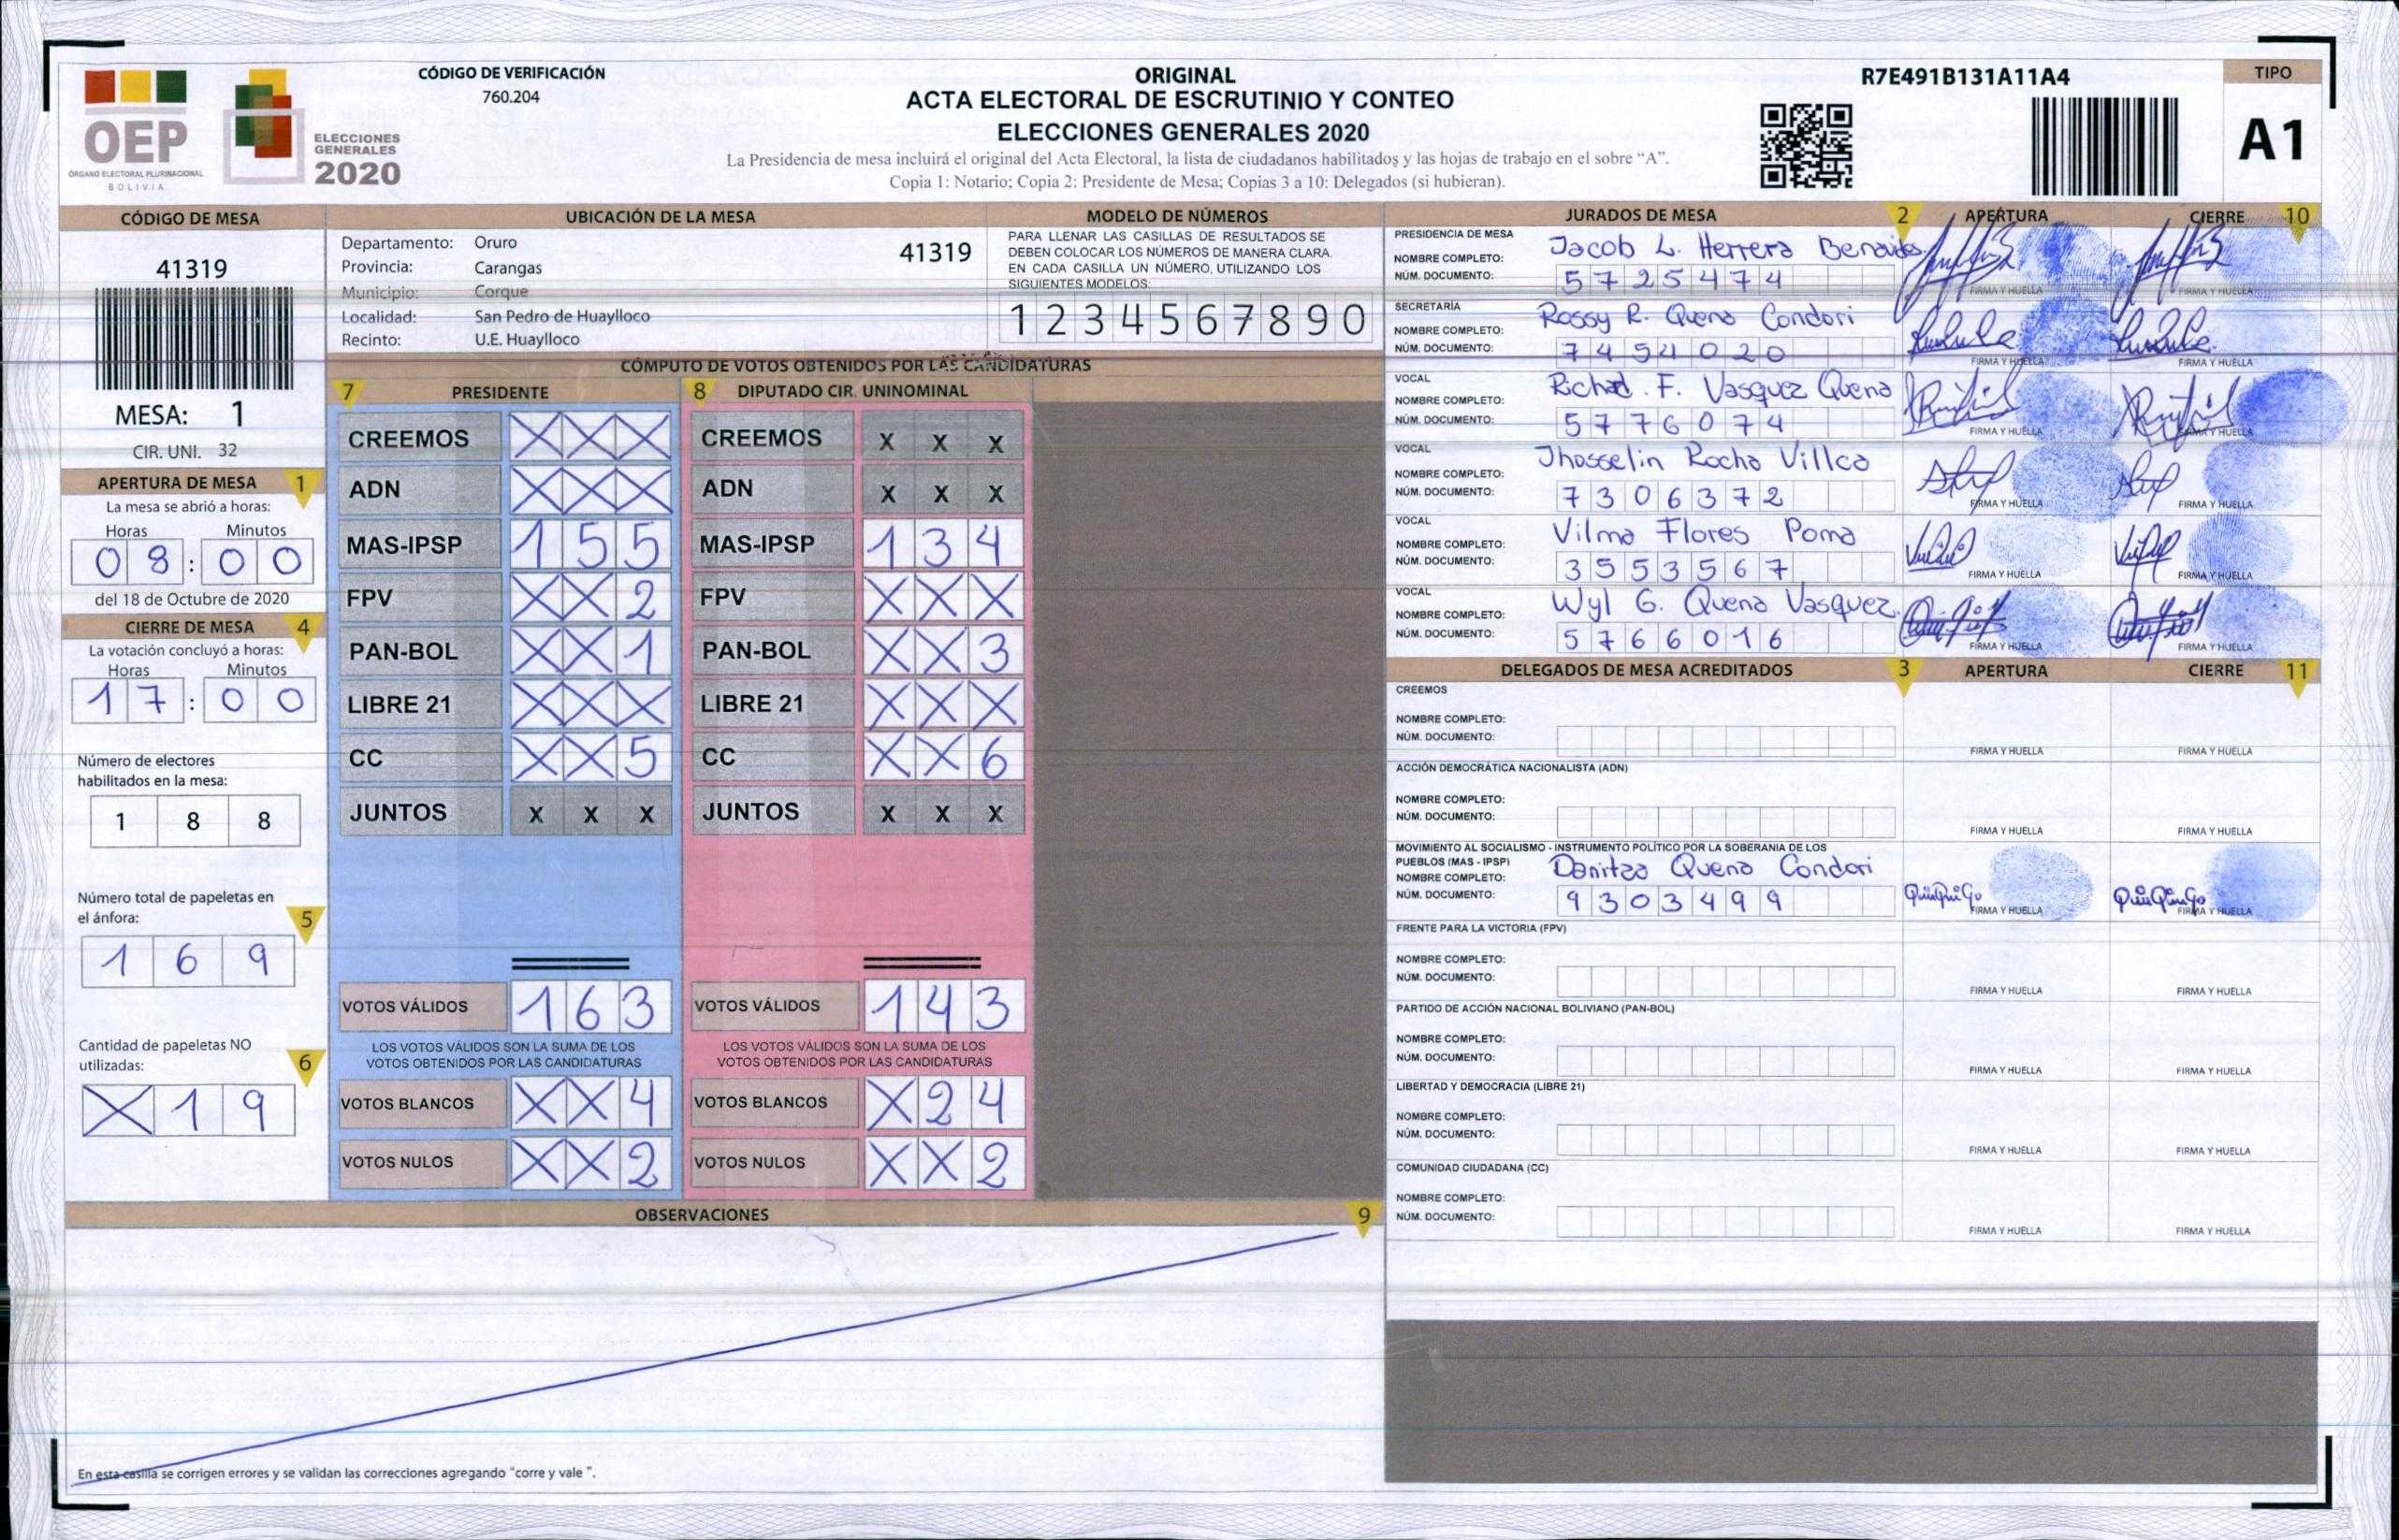 OEP
ÓRGANO ELECTORAL PLURINACIONAL
BOLIVIA
ELECCIONES
GENERALES
2020
CÓDIGO DE VERIFICACIÓN
760.204
ORIGINAL
ACTA ELECTORAL DE ESCRUTINIO Y CONTEO
ELECCIONES GENERALES 2020
La Presidencia de mesa incluirá el original del Acta Electoral, la lista de ciudadanos habilitados y las hojas de trabajo en el sobre “A”.
Copia 1: Notario; Copia 2: Presidente de Mesa; Copias 3 a 10: Delegados (si hubieran).
R7E491B131A11A4
TIPO
A1
CÓDIGO DE MESA
41319
MESA: 1
CIR. UNI. 32
APERTURA DE MESA 1
La mesa se abrió a horas:
Horas Minutos
08:00
del 18 de Octubre de 2020
CIERRE DE MESA 4
La votación concluyó a horas:
Horas Minutos
17:00
Número de electores
habilitados en la mesa:
1 8 8
Número total de papeletas en
el ánfora: 5
1 6 9
Cantidad de papeletas NO
utilizadas: 6
X 1 9
UBICACIÓN DE LA MESA
Departamento: Oruro
41319
Provincia: Carangas
Municipio: Corque
Localidad: San Pedro de Huaylloco
Recinto: U.E. Huaylloco
MODELO DE NÚMEROS
PARA LLENAR LAS CASILLAS DE RESULTADOS SE
DEBEN COLOCAR LOS NÚMEROS DE MANERA CLARA.
EN CADA CASILLA UN NÚMERO, UTILIZANDO LOS
SIGUIENTES MODELOS:
1 2 3 4 5 6 7 8 9 0
CÓMPUTO DE VOTOS OBTENIDOS POR LAS CANDIDATURAS
7 PRESIDENTE
CREEMOS X X X
ADN X X X
MAS-IPSP 1 5 5
FPV X X 2
PAN-BOL X X 1
LIBRE 21 X X X
CC X X 5
JUNTOS X X X
VOTOS VÁLIDOS 1 6 3
LOS VOTOS VÁLIDOS SON LA SUMA DE LOS
VOTOS OBTENIDOS POR LAS CANDIDATURAS
VOTOS BLANCOS X X 4
VOTOS NULOS X X 2
8 DIPUTADO CIR. UNINOMINAL
CREEMOS X X X
ADN X X X
MAS-IPSP 1 3 4
FPV X X X
PAN-BOL X X 3
LIBRE 21 X X X
CC X X 6
JUNTOS X X X
VOTOS VÁLIDOS 1 4 3
LOS VOTOS VÁLIDOS SON LA SUMA DE LOS
VOTOS OBTENIDOS POR LAS CANDIDATURAS
VOTOS BLANCOS X 2 4
VOTOS NULOS X X 2
OBSERVACIONES 9
En esta casilla se corrigen errores y se validan las correcciones agregando “corre y vale ”.
JURADOS DE MESA 2 APERTURA CIERRE 10
PRESIDENCIA DE MESA
NOMBRE COMPLETO: Jacob L. Herrera Benavides
NÚM. DOCUMENTO: 5725474
FIRMA Y HUELLA FIRMA Y HUELLA
SECRETARÍA
NOMBRE COMPLETO: Rossy R. Quena Condori
NÚM. DOCUMENTO: 7454020
FIRMA Y HUELLA FIRMA Y HUELLA
VOCAL
NOMBRE COMPLETO: Richad. F. Vasquez Quena
NÚM. DOCUMENTO: 5776074
FIRMA Y HUELLA FIRMA Y HUELLA
VOCAL
NOMBRE COMPLETO: Jhosselin Rocha Villca
NÚM. DOCUMENTO: 7306372
FIRMA Y HUELLA FIRMA Y HUELLA
VOCAL
NOMBRE COMPLETO: Vilma Flores Poma
NÚM. DOCUMENTO: 3553567
FIRMA Y HUELLA FIRMA Y HUELLA
VOCAL
NOMBRE COMPLETO: Wyl G. Quena Vasquez.
NÚM. DOCUMENTO: 5766016
FIRMA Y HUELLA FIRMA Y HUELLA
DELEGADOS DE MESA ACREDITADOS 3 APERTURA CIERRE 11
CREEMOS
NOMBRE COMPLETO:
NÚM. DOCUMENTO:
FIRMA Y HUELLA FIRMA Y HUELLA
ACCIÓN DEMOCRÁTICA NACIONALISTA (ADN)
NOMBRE COMPLETO:
NÚM. DOCUMENTO:
FIRMA Y HUELLA FIRMA Y HUELLA
MOVIMIENTO AL SOCIALISMO - INSTRUMENTO POLÍTICO POR LA SOBERANIA DE LOS
PUEBLOS (MAS - IPSP)
NOMBRE COMPLETO: Danitza Quena Condori
NÚM. DOCUMENTO: 9303499
FIRMA Y HUELLA FIRMA Y HUELLA
FRENTE PARA LA VICTORIA (FPV)
NOMBRE COMPLETO:
NÚM. DOCUMENTO:
FIRMA Y HUELLA FIRMA Y HUELLA
PARTIDO DE ACCIÓN NACIONAL BOLIVIANO (PAN-BOL)
NOMBRE COMPLETO:
NÚM. DOCUMENTO:
FIRMA Y HUELLA FIRMA Y HUELLA
LIBERTAD Y DEMOCRACIA (LIBRE 21)
NOMBRE COMPLETO:
NÚM. DOCUMENTO:
FIRMA Y HUELLA FIRMA Y HUELLA
COMUNIDAD CIUDADANA (CC)
NOMBRE COMPLETO:
NÚM. DOCUMENTO:
FIRMA Y HUELLA FIRMA Y HUELLA